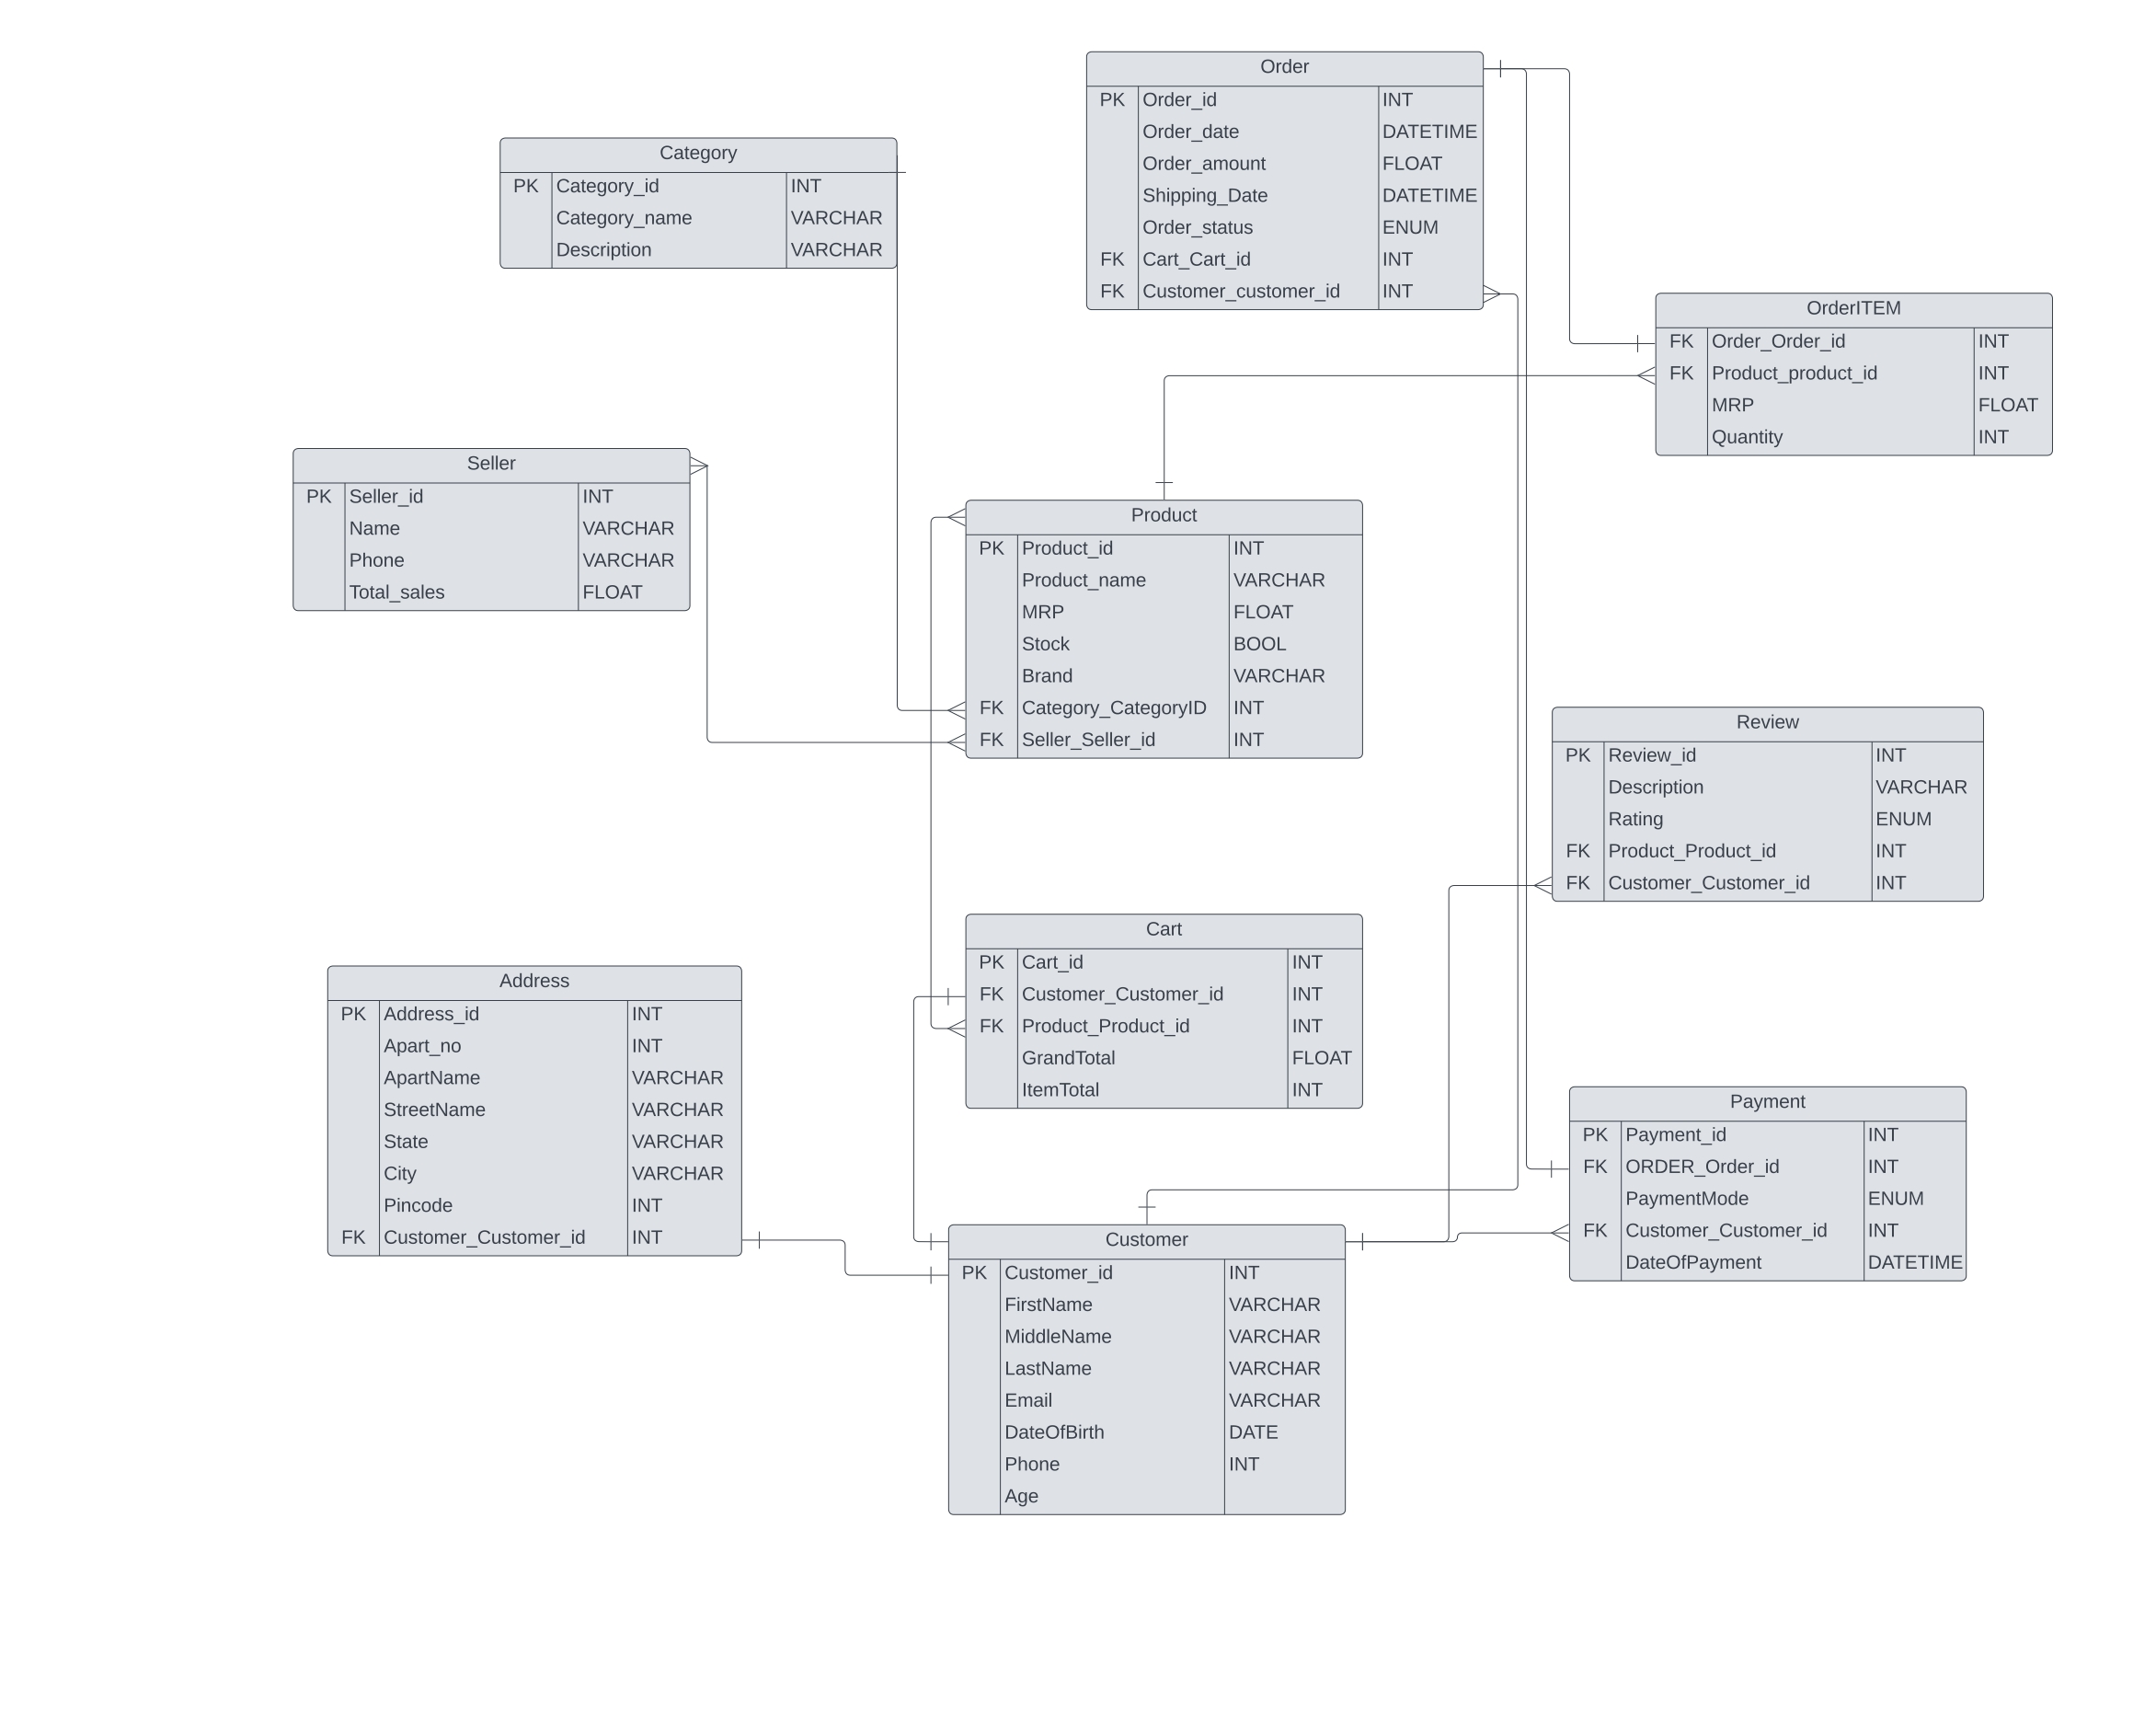 Order
PK Order_id INT
Order_date DATETIME
Order_amount FLOAT
Shipping_Date DATETIME
Order_status ENUM
FK Cart_Cart_id INT
FK Customer_customer_id INT
Category
PK Category_id INT
Category_name VARCHAR
Description VARCHAR
OrderITEM
FK Order_Order_id INT
FK Product_product_id INT
MRP FLOAT
Quantity INT
Seller
PK Seller_id INT
Name VARCHAR
Phone VARCHAR
Total_sales FLOAT
Product
PK Product_id INT
Product_name VARCHAR
MRP FLOAT
Stock BOOL
Brand VARCHAR
FK Category_CategoryID INT
FK Seller_Seller_id INT
Review
PK Review_id INT
Description VARCHAR
Rating ENUM
FK Product_Product_id INT
FK Customer_Customer_id INT
Cart
PK Cart_id INT
FK Customer_Customer_id INT
FK Product_Product_id INT
GrandTotal FLOAT
ItemTotal INT
Address
PK Address_id INT
Apart_no INT
ApartName VARCHAR
StreetName VARCHAR
State VARCHAR
City VARCHAR
Pincode INT
FK Customer_Customer_id INT
Payment
PK Payment_id INT
FK ORDER_Order_id INT
PaymentMode ENUM
FK Customer_Customer_id INT
DateOfPayment DATETIME
Customer
PK Customer_id INT
FirstName VARCHAR
MiddleName VARCHAR
LastName VARCHAR
Email VARCHAR
DateOfBirth DATE
Phone INT
Age